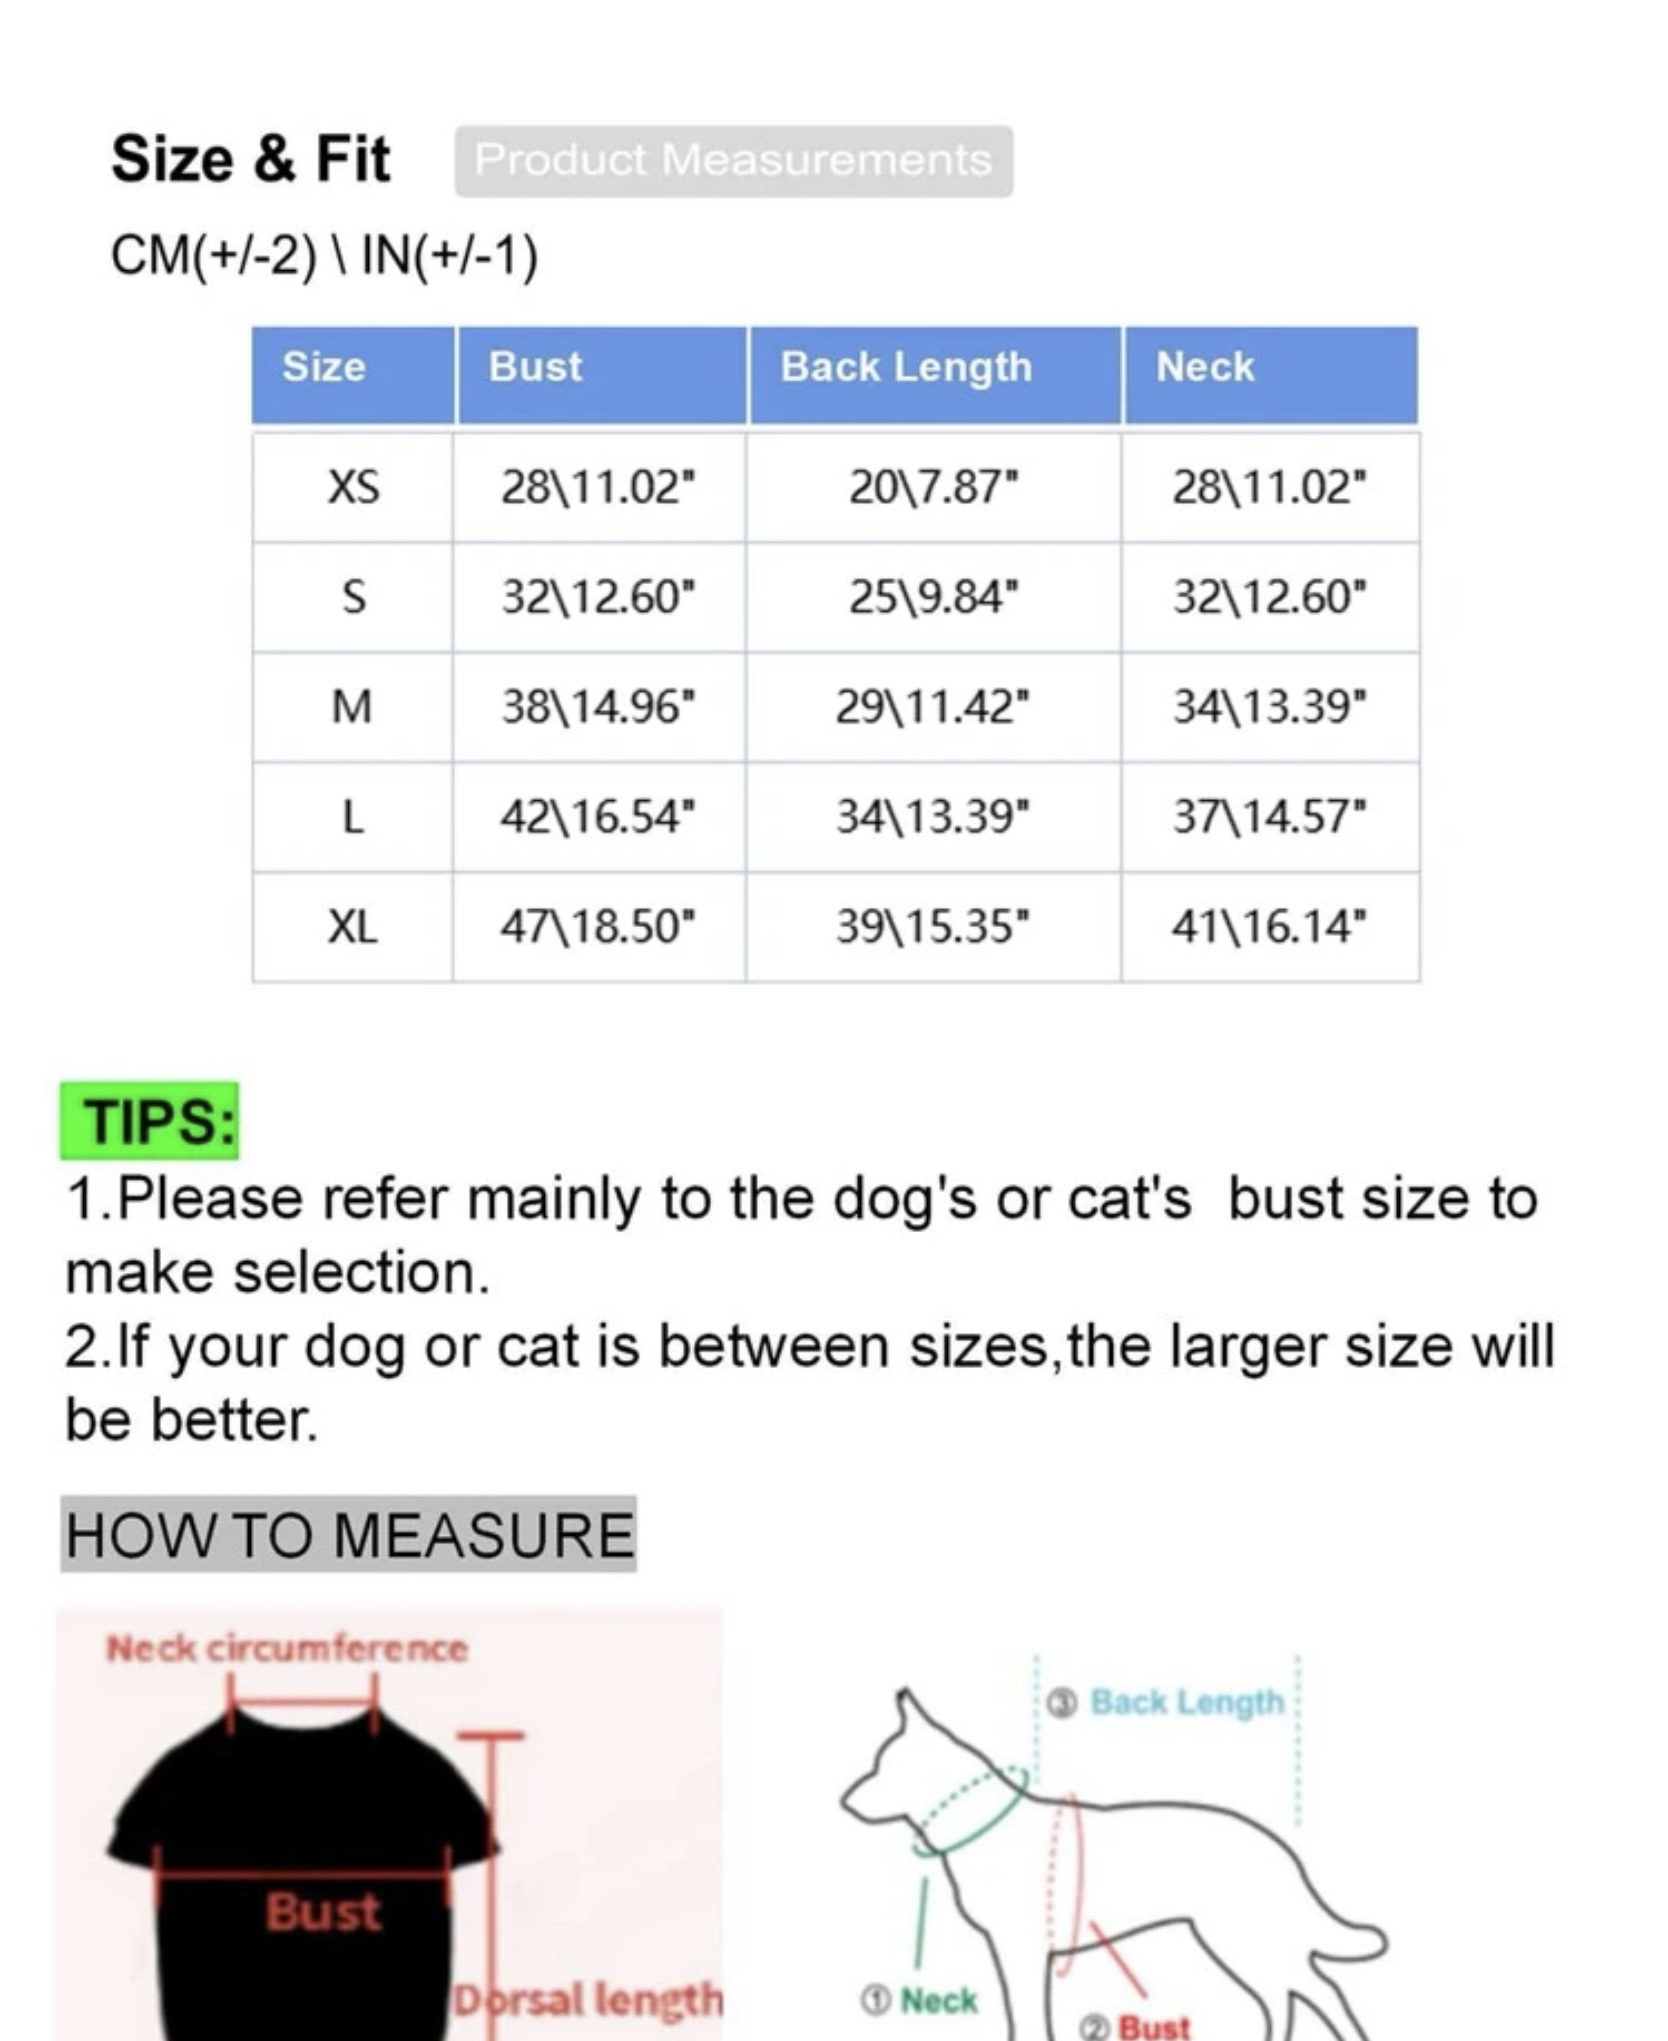 Size & Fit Product Measurements
CM(+/-2) \ IN(+/-1)
Size Bust Back Length Neck
XS 28\11.02" 20\7.87" 28\11.02"
S 32\12.60" 25\9.84" 32\12.60"
M 38\14.96" 29\11.42" 34\13.39"
L 42\16.54" 34\13.39" 37\14.57"
XL 47\18.50" 39\15.35" 41\16.14"
TIPS:
1.Please refer mainly to the dog's or cat's  bust size to
make selection.
2.If your dog or cat is between sizes,the larger size will
be better.
HOW TO MEASURE
Neck circumference
Bust
Dorsal length
③ Back Length
① Neck
② Bust